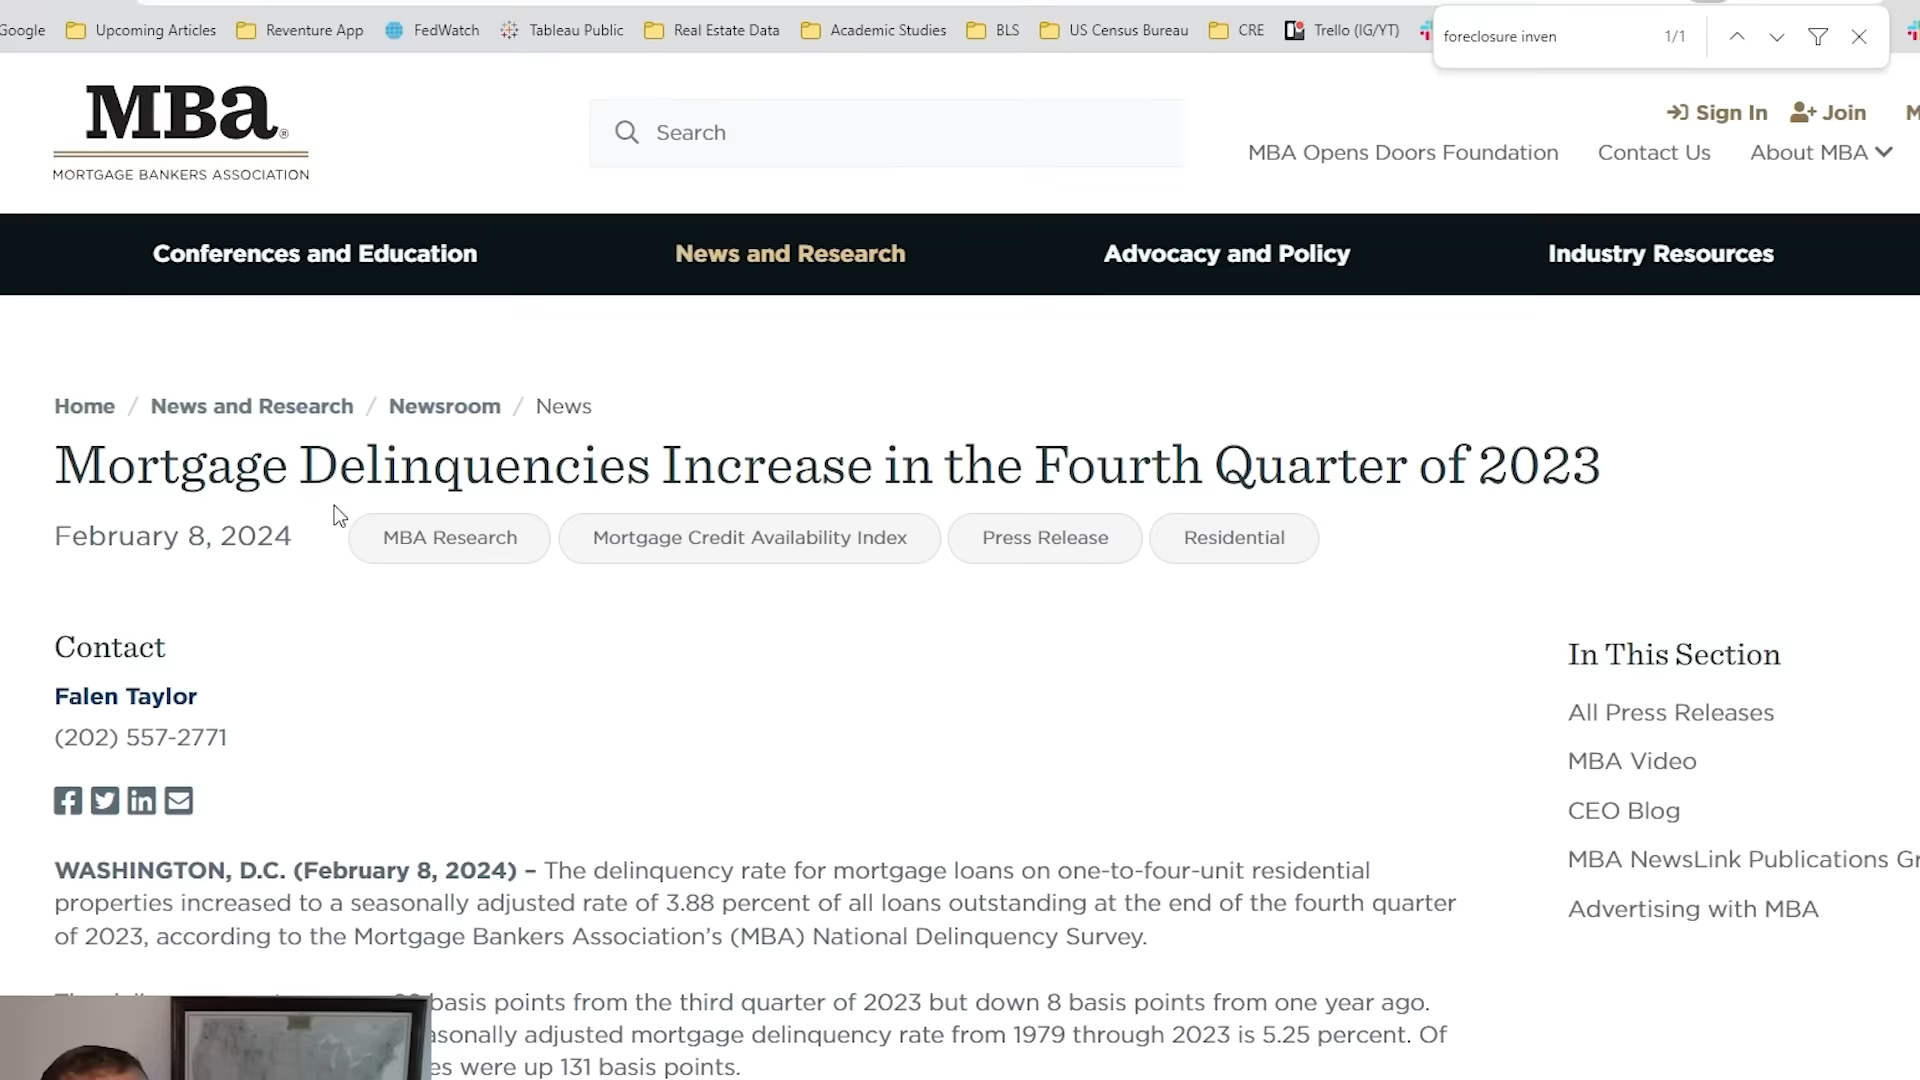 Google
Upcoming Articles
Reventure App
FedWatch
Tableau Public
Real Estate Data
Academic Studies
BLS
US Census Bureau
CRE
Trello (IG/YT)
foreclosure inven
1/1
MBa®
MORTGAGE BANKERS ASSOCIATION
Search
Sign In
Join
M
MBA Opens Doors Foundation
Contact Us
About MBA
Conferences and Education
News and Research
Advocacy and Policy
Industry Resources
Home / News and Research / Newsroom / News
Mortgage Delinquencies Increase in the Fourth Quarter of 2023
February 8, 2024
MBA Research
Mortgage Credit Availability Index
Press Release
Residential
Contact
Falen Taylor
(202) 557-2771
WASHINGTON, D.C. (February 8, 2024) – The delinquency rate for mortgage loans on one-to-four-unit residential
properties increased to a seasonally adjusted rate of 3.88 percent of all loans outstanding at the end of the fourth quarter
of 2023, according to the Mortgage Bankers Association's (MBA) National Delinquency Survey.
basis points from the third quarter of 2023 but down 8 basis points from one year ago.
asonally adjusted mortgage delinquency rate from 1979 through 2023 is 5.25 percent. Of
es were up 131 basis points.
In This Section
All Press Releases
MBA Video
CEO Blog
MBA NewsLink Publications Gr
Advertising with MBA